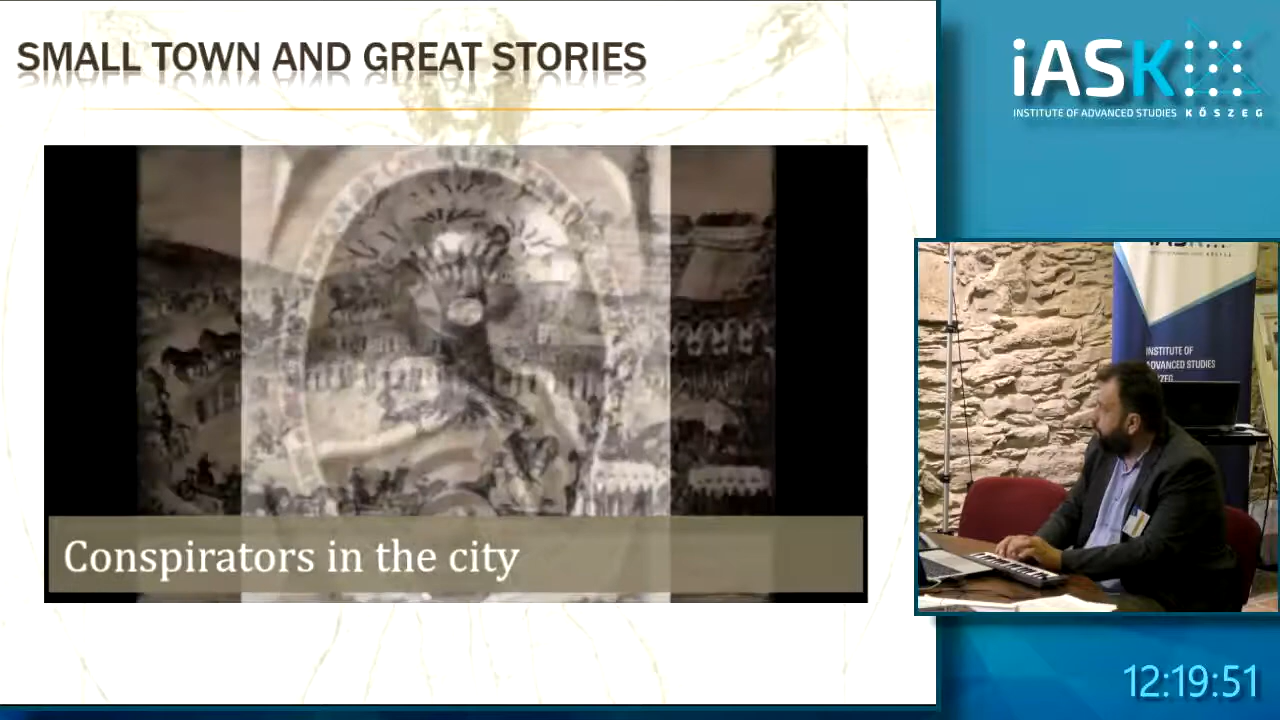 SMALL TOWN AND GREAT STORIES
Conspirators in the city
iASK
INSTITUTE OF ADVANCED STUDIES KŐSZEG
INSTITUTE OF
ADVANCED STUDIES
12:19:51